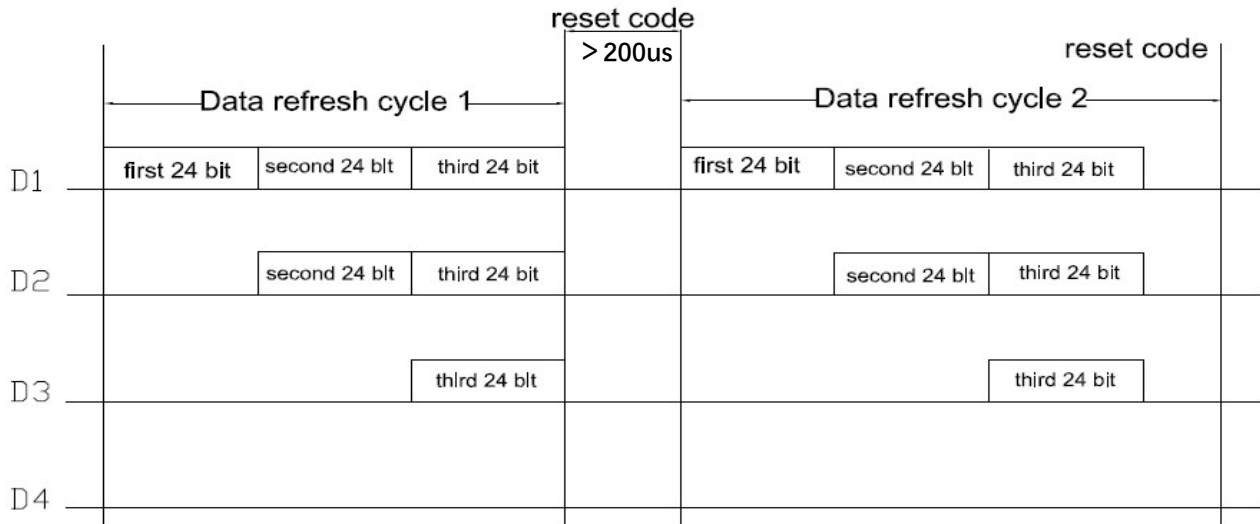 reset code
> 200us
reset code
Data refresh cycle 1
Data refresh cycle 2
D1 first 24 bit second 24 blt third 24 bit first 24 bit second 24 blt third 24 bit
D2 second 24 blt third 24 bit second 24 blt third 24 bit
D3 thlrd 24 blt third 24 bit
D4